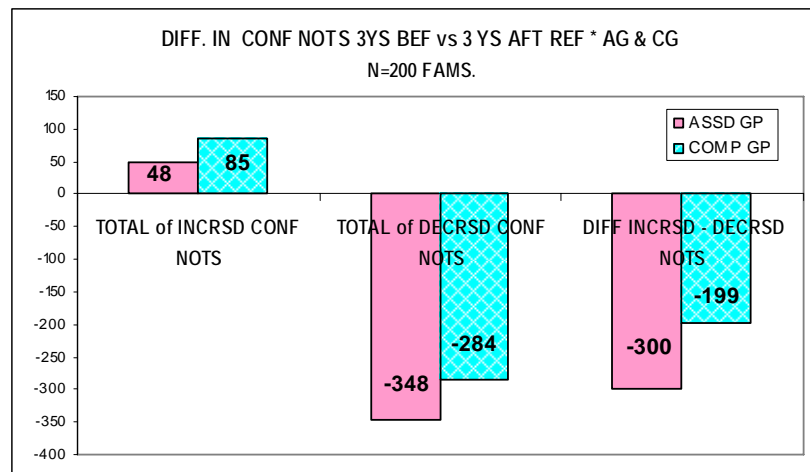 DIFF. IN CONF NOTS 3YS BEF vs 3 YS AFT REF * AG & CG
N=200 FAMS.
150
100
50
0
-50
-100
-150
-200
-250
-300
-350
-400
ASSD GP
COMP GP
48
85
TOTAL of INCRSD CONF
NOTS
TOTAL of DECRSD CONF
NOTS
DIFF INCRSD - DECRSD
NOTS
-348
-284
-300
-199